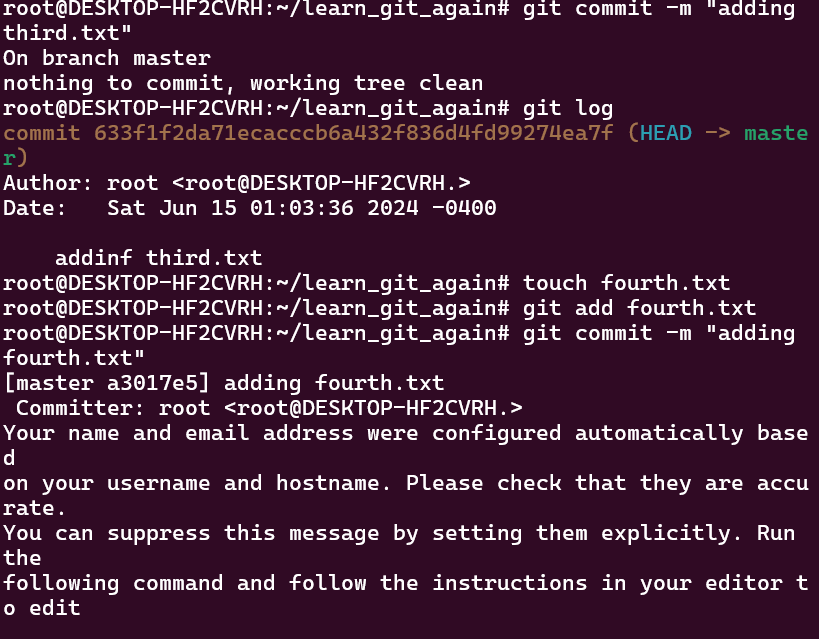 root@DESKTOP-HF2CVRH:~/learn_git_again# git commit -m "adding
third.txt"
On branch master
nothing to commit, working tree clean
root@DESKTOP-HF2CVRH:~/learn_git_again# git log
commit 633f1f2da71ecacccb6a432f836d4fd99274ea7f (HEAD -> maste
r)
Author: root <root@DESKTOP-HF2CVRH.>
Date:   Sat Jun 15 01:03:36 2024 -0400

    addinf third.txt
root@DESKTOP-HF2CVRH:~/learn_git_again# touch fourth.txt
root@DESKTOP-HF2CVRH:~/learn_git_again# git add fourth.txt
root@DESKTOP-HF2CVRH:~/learn_git_again# git commit -m "adding
fourth.txt"
[master a3017e5] adding fourth.txt
 Committer: root <root@DESKTOP-HF2CVRH.>
Your name and email address were configured automatically base
d
on your username and hostname. Please check that they are accu
rate.
You can suppress this message by setting them explicitly. Run
the
following command and follow the instructions in your editor t
o edit